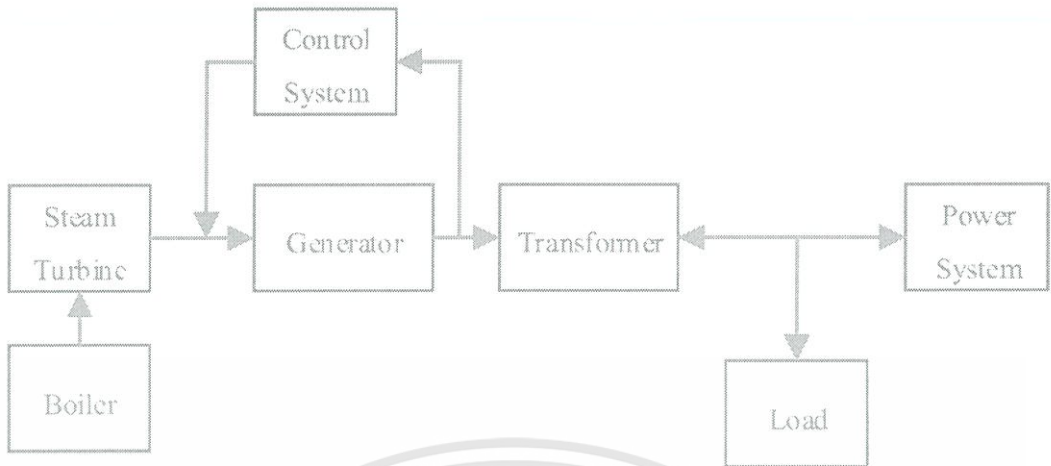 Control
System
Steam
Turbine
Generator
Transformer
Power
System
Boiler
Load